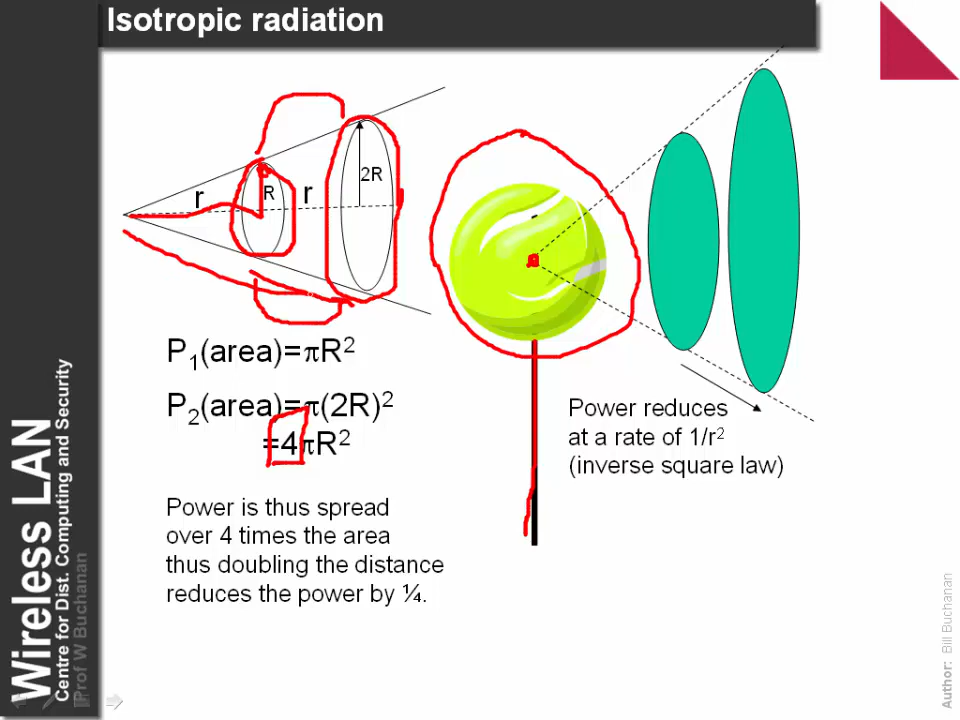 Isotropic radiation
r
R
r
2R
P₁(area)=πR²
P₂(area)=π(2R)²
=4πR²
Power is thus spread
over 4 times the area
thus doubling the distance
reduces the power by ¼.
Power reduces
at a rate of 1/r²
(inverse square law)
Wireless LAN
Centre for Dist. Computing and Security
Prof W Buchanan
Author: Bill Buchanan